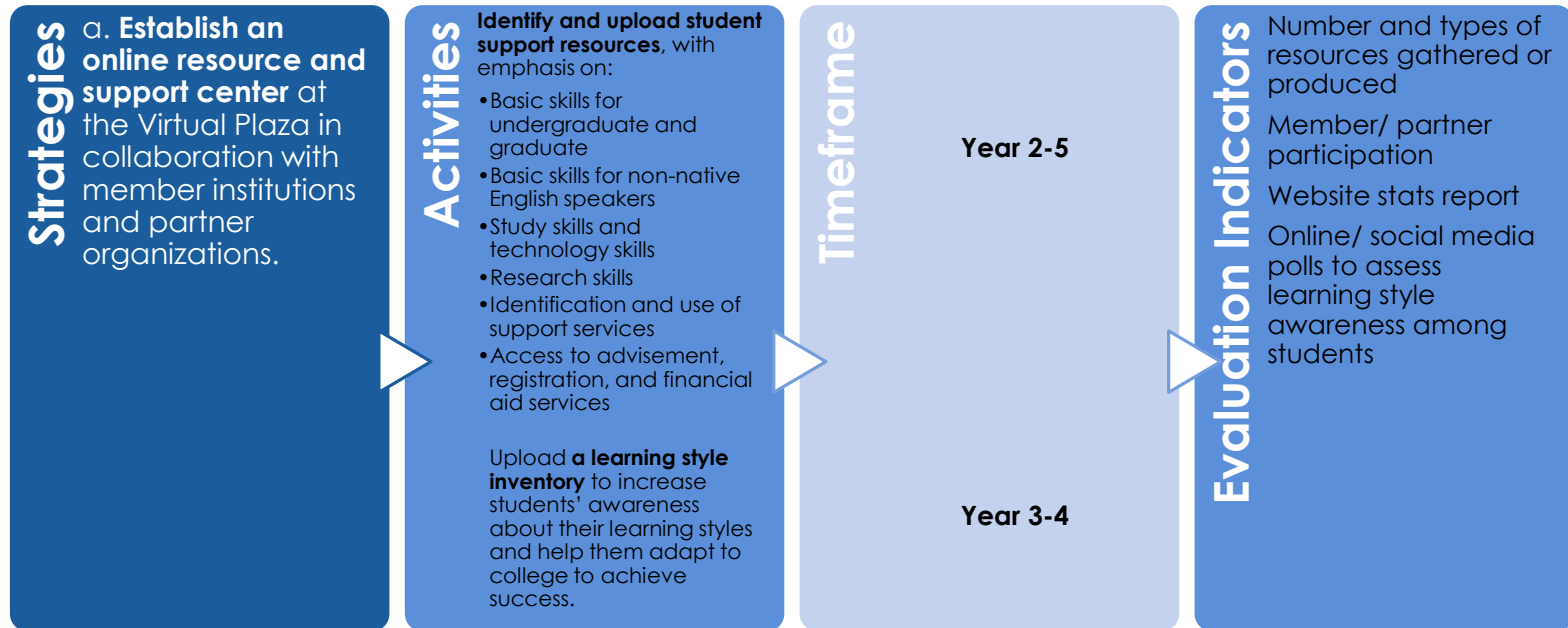 Strategies
a. Establish an
online resource and
support center at
the Virtual Plaza in
collaboration with
member institutions
and partner
organizations.
Activities
Identify and upload student
support resources, with
emphasis on:
•Basic skills for
undergraduate and
graduate
•Basic skills for non-native
English speakers
•Study skills and
technology skills
•Research skills
•Identification and use of
support services
•Access to advisement,
registration, and financial
aid services
Upload a learning style
inventory to increase
students’ awareness
about their learning styles
and help them adapt to
college to achieve
success.
Timeframe
Year 2-5
Year 3-4
Evaluation Indicators
Number and types of
resources gathered or
produced
Member/ partner
participation
Website stats report
Online/ social media
polls to assess
learning style
awareness among
students